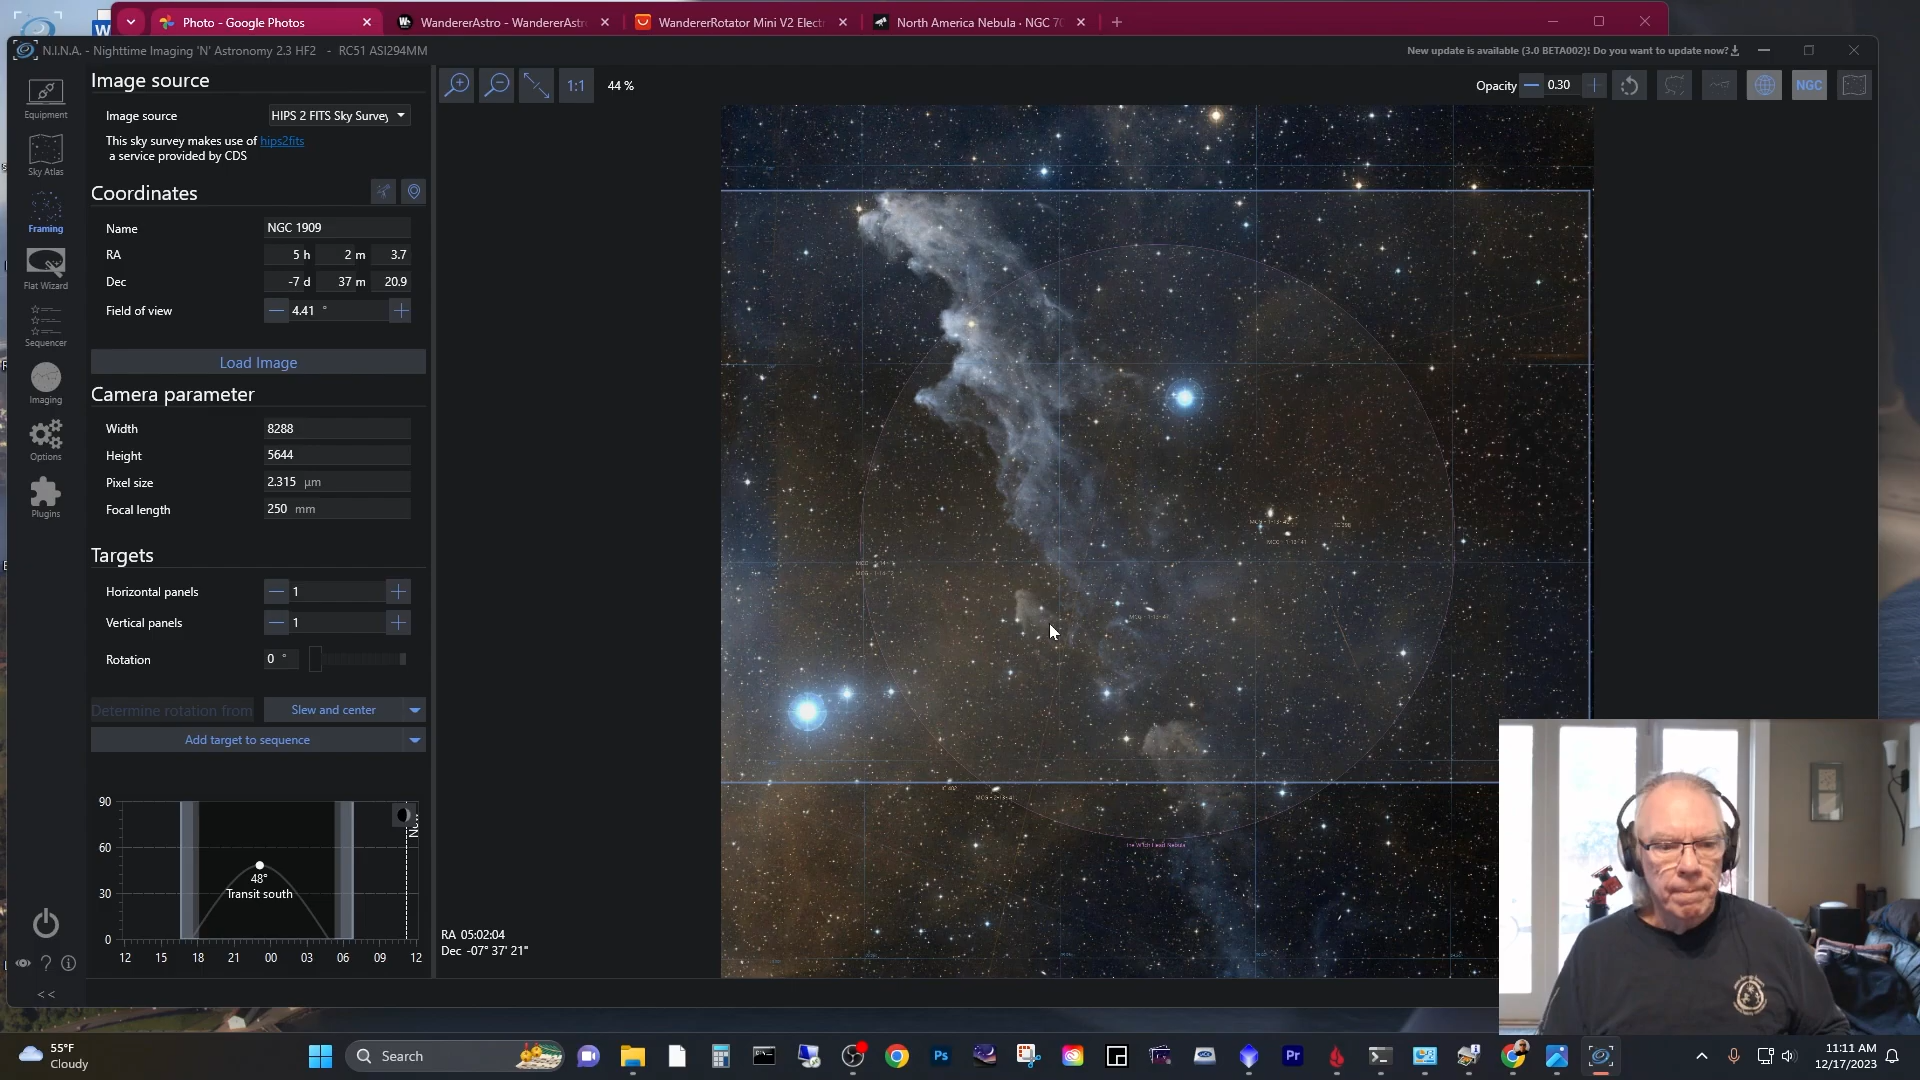 Photo - Google Photos
WandererAstro - WandererAstr
WandererRotator Mini V2 Elect
North America Nebula · NGC 70
N.I.N.A. - Nighttime Imaging 'N' Astronomy 2.3 HF2 - RC51 ASI294MM
New update is available (3.0 BETA002)! Do you want to update now?
Equipment
Sky Atlas
Framing
Flat Wizard
Sequencer
Imaging
Options
Plugins
<<
Image source
Image source HIPS 2 FITS Sky Survey
This sky survey makes use of hips2fits
a service provided by CDS
Coordinates
Name NGC 1909
RA 5 h 2 m 3.7
Dec -7 d 37 m 20.9
Field of view 4.41 °
Load Image
Camera parameter
Width 8288
Height 5644
Pixel size 2.315 µm
Focal length 250 mm
Targets
Horizontal panels 1
Vertical panels 1
Rotation 0 °
Determine rotation from
Slew and center
Add target to sequence
90
60
30
0
48°
Transit south
Now
12 15 18 21 00 03 06 09 12
1:1
44 %
Opacity 0.30
NGC
The Witch Head Nebula
RA 05:02:04
Dec -07° 37' 21"
55°F
Cloudy
Search
Ps
Pr
11:11 AM
12/17/2023